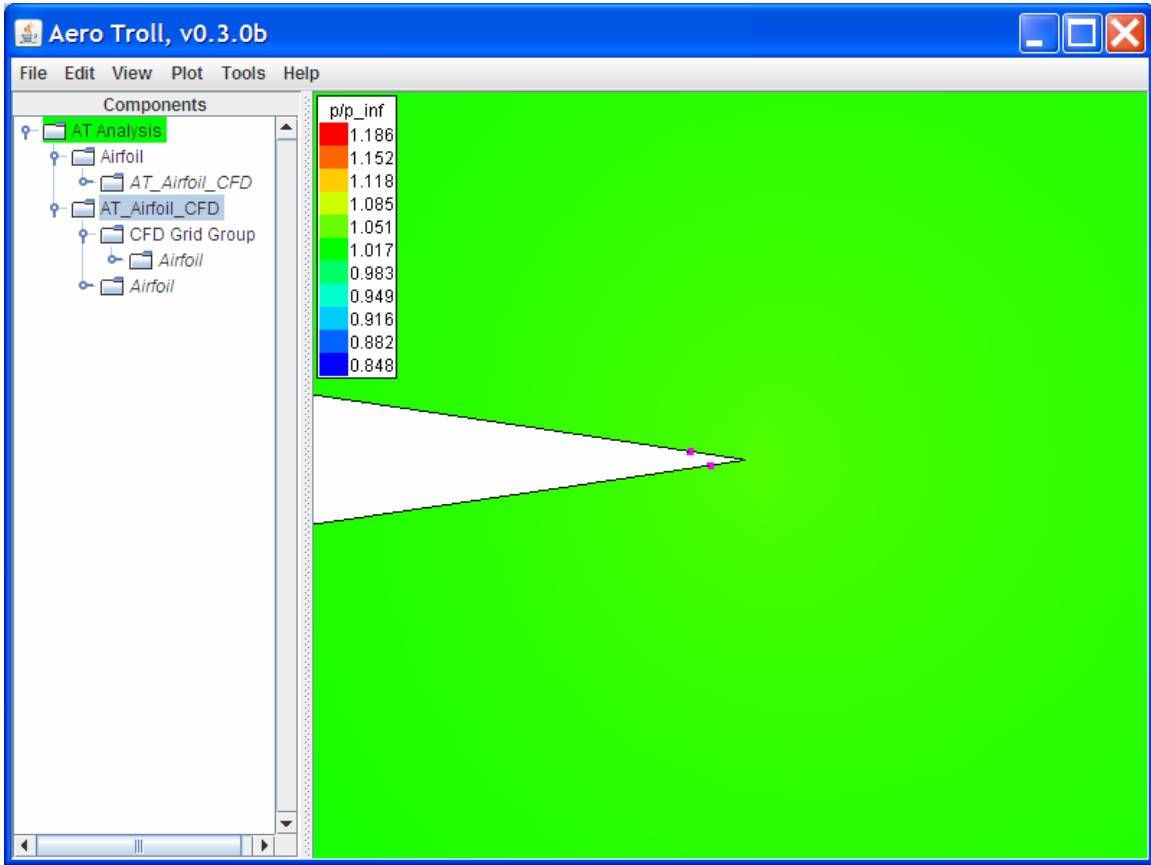 Aero Troll, v0.3.0b
File Edit View Plot Tools Help
Components
AT Analysis
Airfoil
AT_Airfoil_CFD
AT_Airfoil_CFD
CFD Grid Group
Airfoil
Airfoil
p/p_inf
1.186
1.152
1.118
1.085
1.051
1.017
0.983
0.949
0.916
0.882
0.848